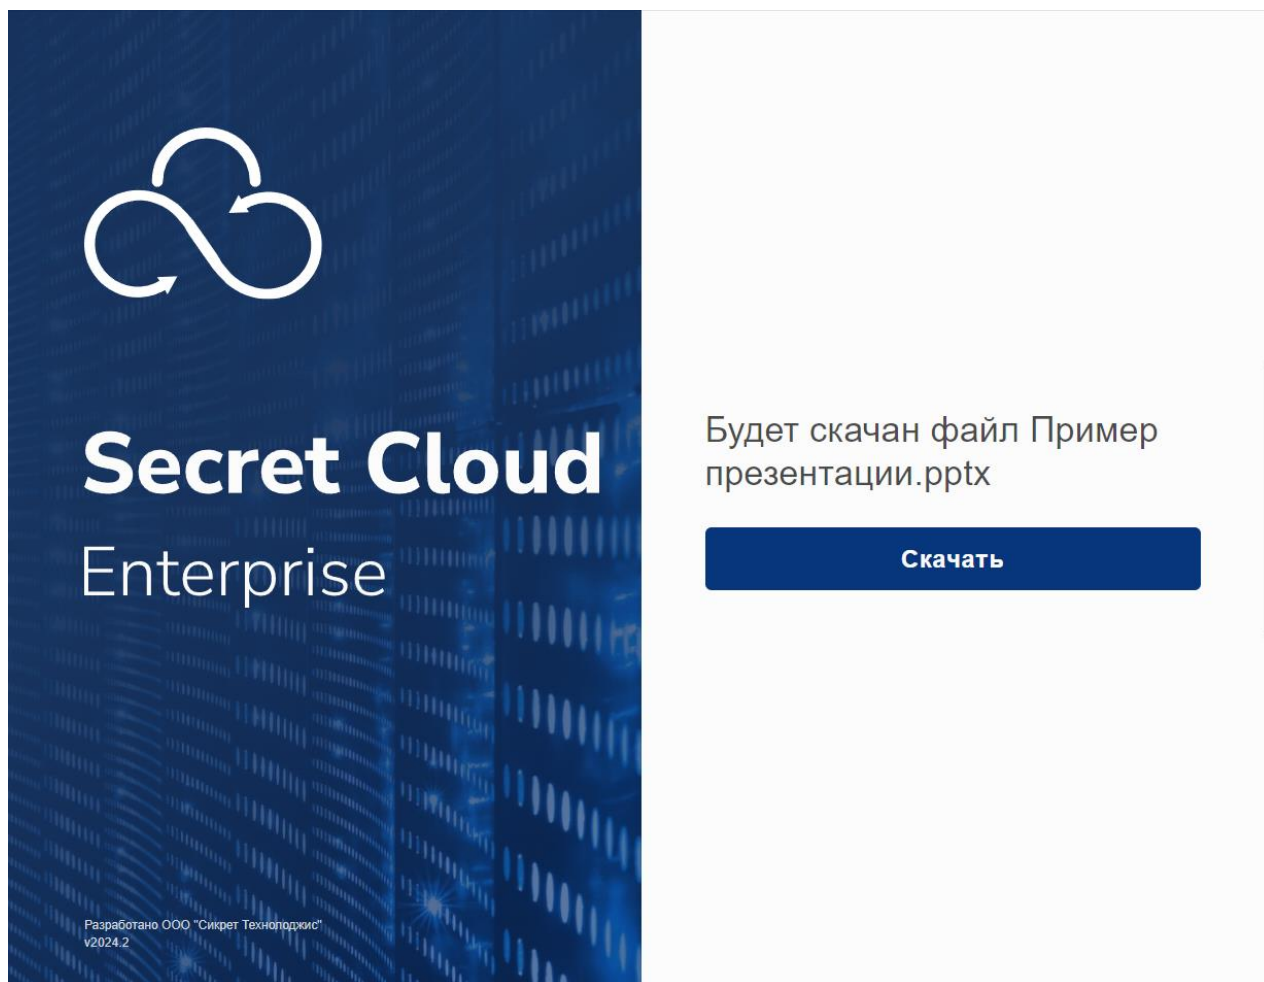 Secret Cloud
Enterprise
Будет скачан файл Пример
презентации.pptx
Скачать
Разработано ООО "Сикрет Технолоджис"
v2024.2